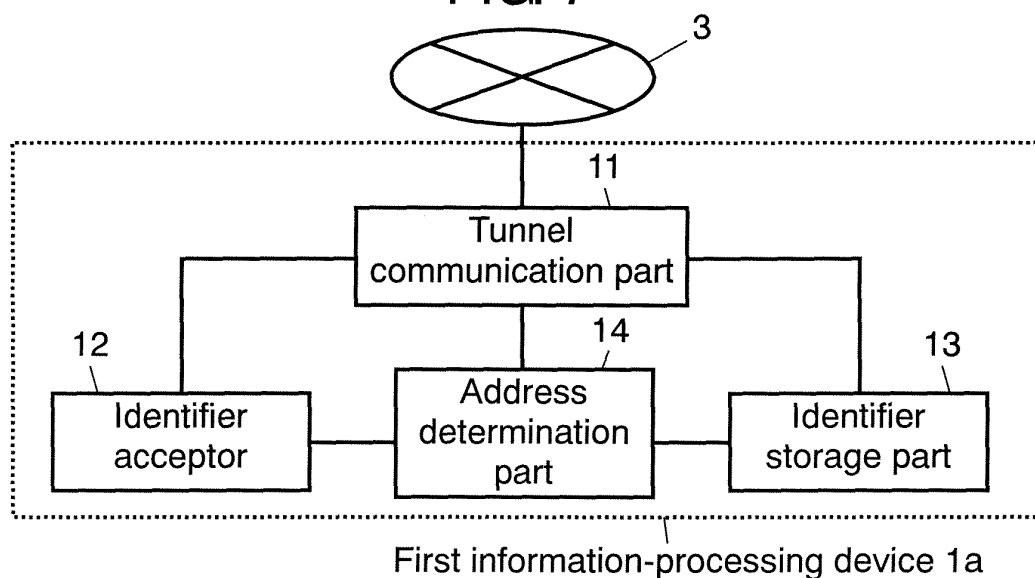 3
11
Tunnel
communication part
12
14
13
Identifier
acceptor
Address
determination
part
Identifier
storage part
First information-processing device 1a